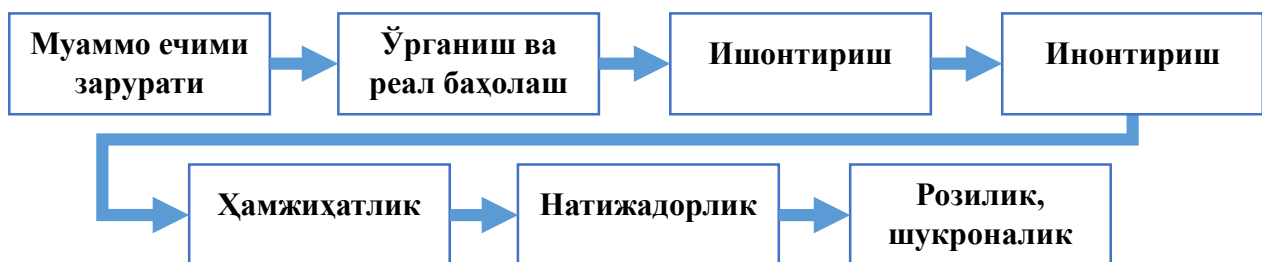 Муаммо ечими
зарурати
Ўрганиш ва
реал баҳолаш
Ишонтириш
Инонтириш
Ҳамжиҳатлик
Натижадорлик
Розилик,
шукроналик